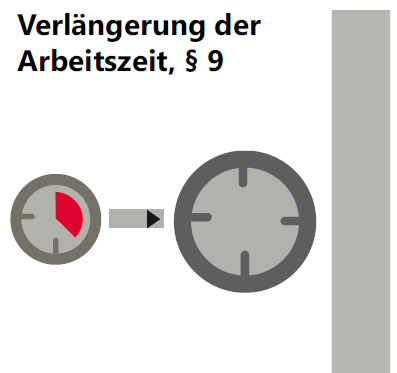 Verlängerung der
Arbeitszeit, § 9